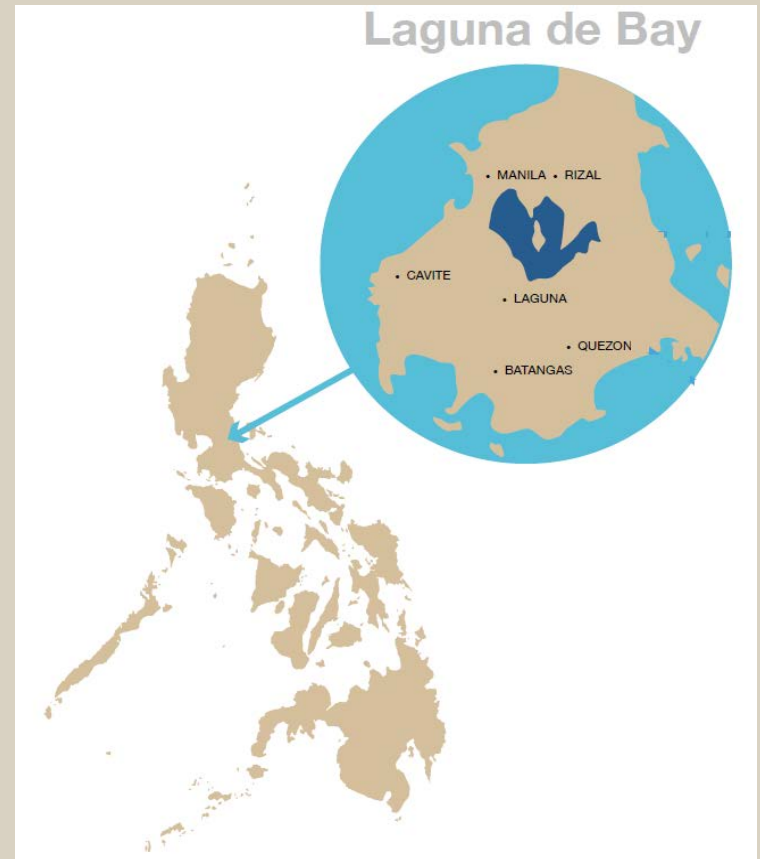 Laguna de Bay
• MANILA • RIZAL
• CAVITE
• LAGUNA
• QUEZON
• BATANGAS